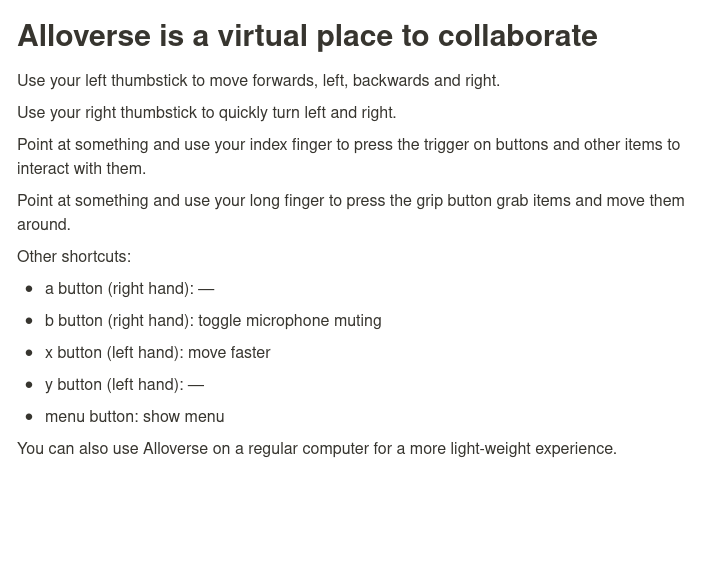 Alloverse is a virtual place to collaborate
Use your left thumbstick to move forwards, left, backwards and right.
Use your right thumbstick to quickly turn left and right.
Point at something and use your index finger to press the trigger on buttons and other items to
interact with them.
Point at something and use your long finger to press the grip button grab items and move them
around.
Other shortcuts:
• a button (right hand): —
• b button (right hand): toggle microphone muting
• x button (left hand): move faster
• y button (left hand): —
• menu button: show menu
You can also use Alloverse on a regular computer for a more light-weight experience.